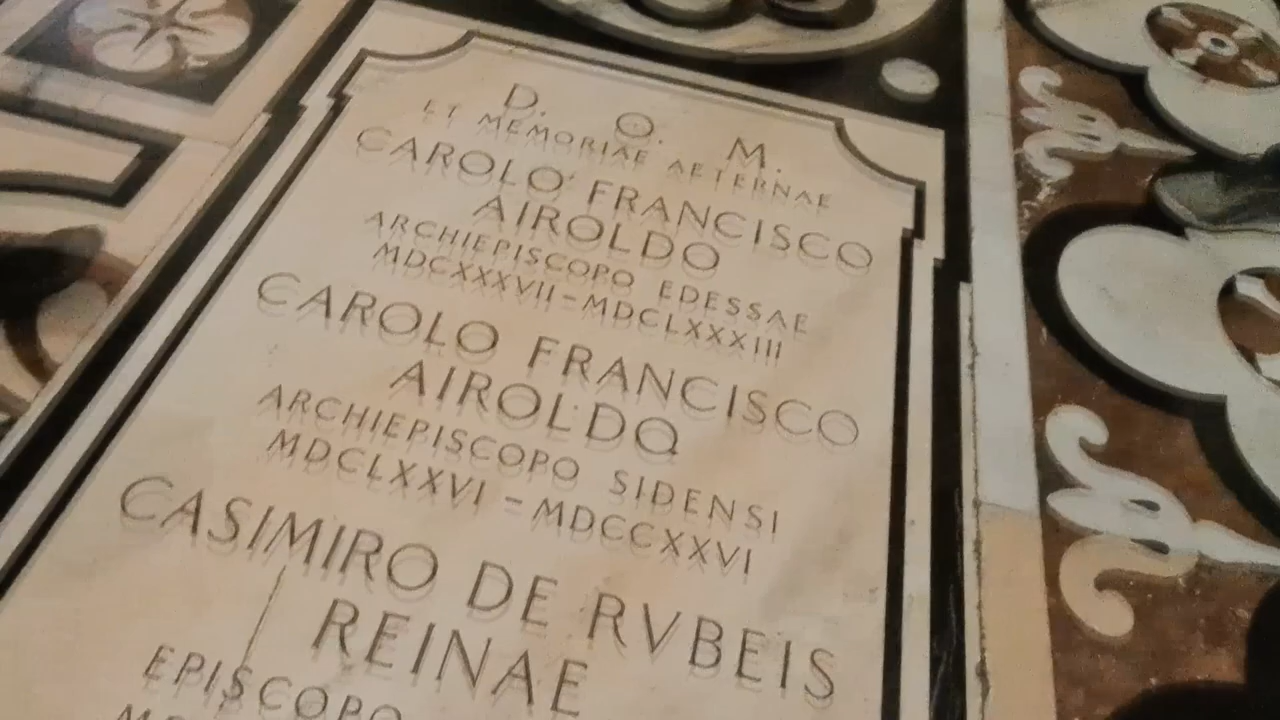 D. O. M.
ET MEMORIAE AETERNAE
CAROLO FRANCISCO
AIROLDO
ARCHIEPISCOPO EDESSAE
MDCXXXVII-MDCLXXXIII
CAROLO FRANCISCO
AIROLDO
ARCHIEPISCOPO SIDENSI
MDCLXXVI = MDCCXXVI
CASIMIRO DE RVBEIS
REINAE
EPISCOPO